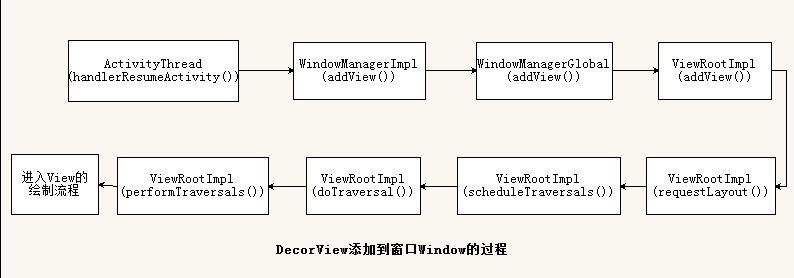 ActivityThread
(handlerResumeActivity())
WindowManagerImpl
(addView())
WindowManagerGlobal
(addView())
ViewRootImpl
(addView())
进入View的
绘制流程
ViewRootImpl
(performTraversals())
ViewRootImpl
(doTraversal())
ViewRootImpl
(scheduleTraversals())
ViewRootImpl
(requestLayout())
DecorView添加到窗口Window的过程